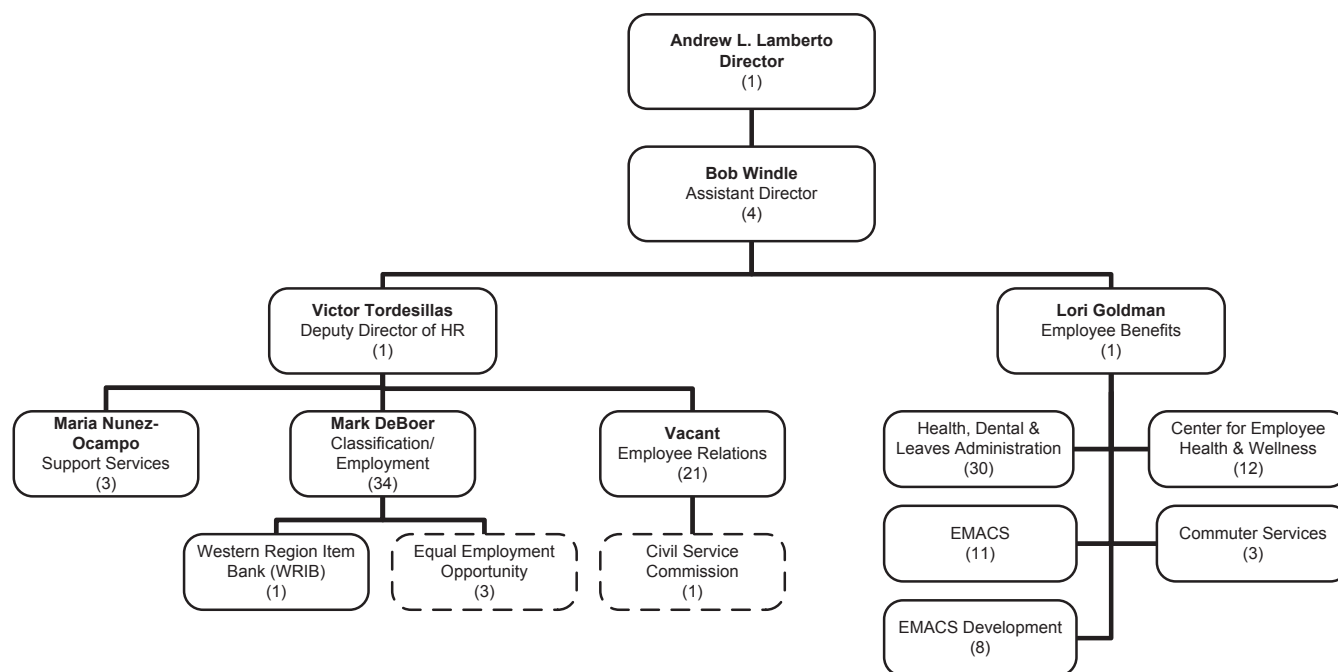 Andrew L. Lamberto
Director
(1)
Bob Windle
Assistant Director
(4)
Victor Tordesillas
Deputy Director of HR
(1)
Lori Goldman
Employee Benefits
(1)
Maria Nunez-
Ocampo
Support Services
(3)
Mark DeBoer
Classification/
Employment
(34)
Vacant
Employee Relations
(21)
Health, Dental &
Leaves Administration
(30)
Center for Employee
Health & Wellness
(12)
Western Region Item
Bank (WRIB)
(1)
Equal Employment
Opportunity
(3)
Civil Service
Commission
(1)
EMACS
(11)
Commuter Services
(3)
EMACS Development
(8)